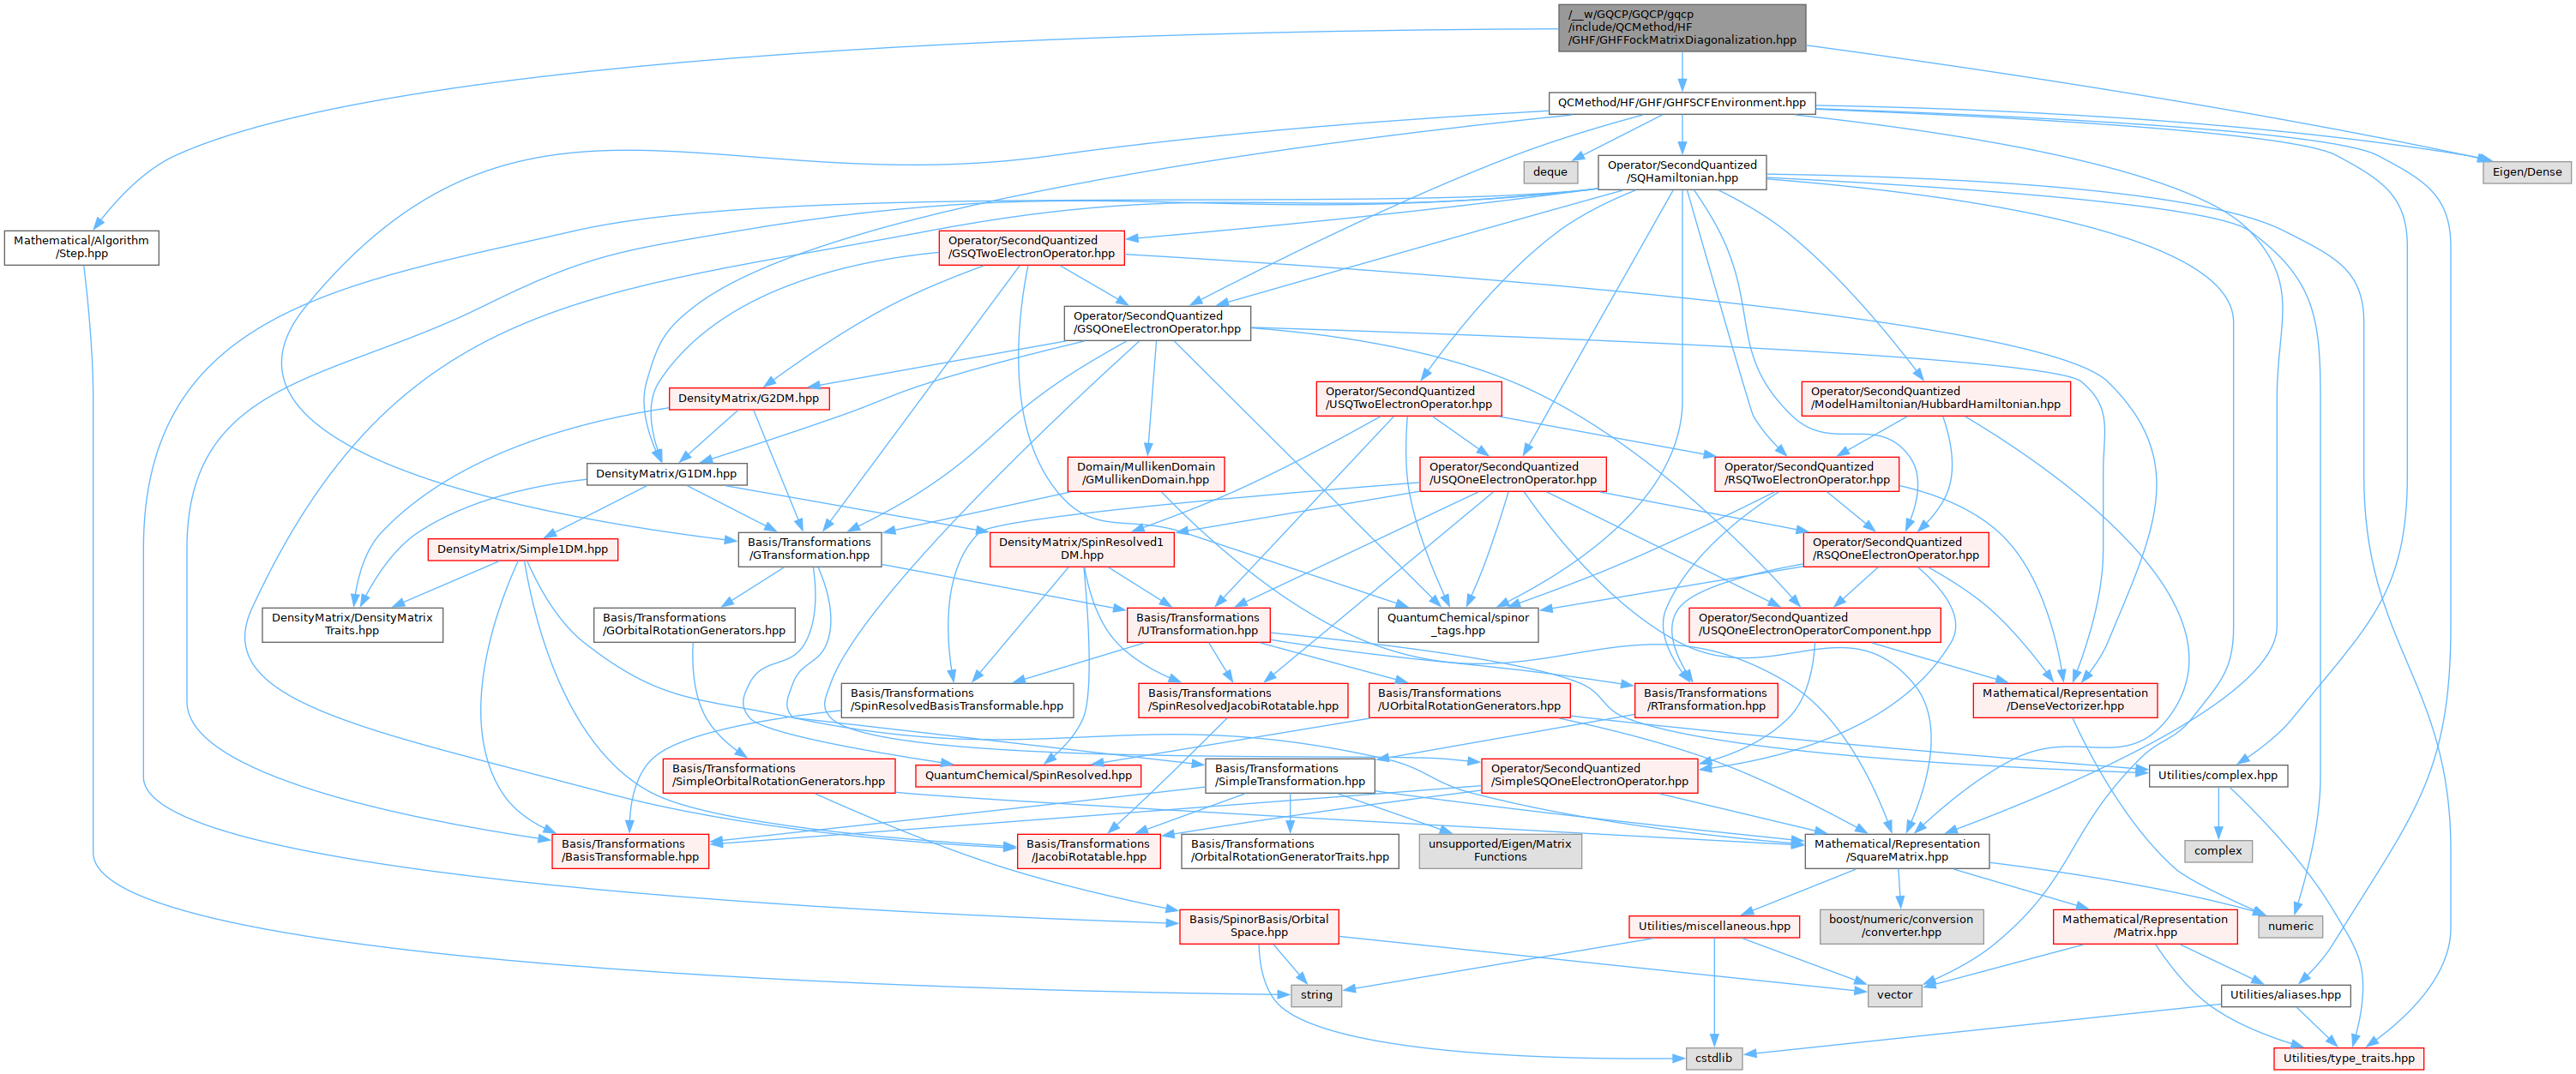 /__w/GQCP/GQCP/gqcp
/include/QCMethod/HF
/GHF/GHFFockMatrixDiagonalization.hpp
QCMethod/HF/GHF/GHFSCFEnvironment.hpp
deque
Operator/SecondQuantized
/SQHamiltonian.hpp
Eigen/Dense
Mathematical/Algorithm
/Step.hpp
Operator/SecondQuantized
/GSQTwoElectronOperator.hpp
Operator/SecondQuantized
/GSQOneElectronOperator.hpp
DensityMatrix/G2DM.hpp
Operator/SecondQuantized
/USQTwoElectronOperator.hpp
Operator/SecondQuantized
/ModelHamiltonian/HubbardHamiltonian.hpp
DensityMatrix/G1DM.hpp
Domain/MullikenDomain
/GMullikenDomain.hpp
Operator/SecondQuantized
/USQOneElectronOperator.hpp
Operator/SecondQuantized
/RSQTwoElectronOperator.hpp
DensityMatrix/Simple1DM.hpp
Basis/Transformations
/GTransformation.hpp
DensityMatrix/SpinResolved1
DM.hpp
Operator/SecondQuantized
/RSQOneElectronOperator.hpp
DensityMatrix/DensityMatrix
Traits.hpp
Basis/Transformations
/GOrbitalRotationGenerators.hpp
Basis/Transformations
/UTransformation.hpp
QuantumChemical/spinor
_tags.hpp
Operator/SecondQuantized
/USQOneElectronOperatorComponent.hpp
Basis/Transformations
/SpinResolvedBasisTransformable.hpp
Basis/Transformations
/SpinResolvedJacobiRotatable.hpp
Basis/Transformations
/UOrbitalRotationGenerators.hpp
Basis/Transformations
/RTransformation.hpp
Mathematical/Representation
/DenseVectorizer.hpp
Basis/Transformations
/SimpleOrbitalRotationGenerators.hpp
QuantumChemical/SpinResolved.hpp
Basis/Transformations
/SimpleTransformation.hpp
Operator/SecondQuantized
/SimpleSQOneElectronOperator.hpp
Utilities/complex.hpp
Basis/Transformations
/BasisTransformable.hpp
Basis/Transformations
/JacobiRotatable.hpp
Basis/Transformations
/OrbitalRotationGeneratorTraits.hpp
unsupported/Eigen/Matrix
Functions
Mathematical/Representation
/SquareMatrix.hpp
complex
Basis/SpinorBasis/Orbital
Space.hpp
Utilities/miscellaneous.hpp
boost/numeric/conversion
/converter.hpp
Mathematical/Representation
/Matrix.hpp
numeric
string
vector
Utilities/aliases.hpp
cstdlib
Utilities/type_traits.hpp